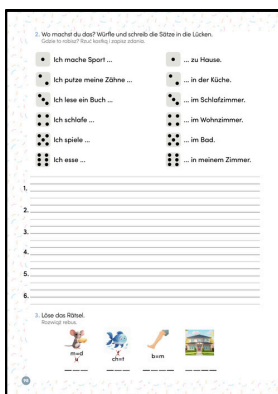 2. Wo machst du das? Würfle und schreib die Sätze in die Lücken.
Gdzie to robisz? Rzuć kostką i zapisz zdania.
Ich mache Sport ...
... zu Hause.
Ich putze meine Zähne ...
... in der Küche.
Ich lese ein Buch ...
... im Schlafzimmer.
Ich schlafe ...
... im Wohnzimmer.
Ich spiele ...
... im Bad.
Ich esse ...
... in meinem Zimmer.
1.
2.
3.
4.
5.
6.
3. Löse das Rätsel.
Rozwiąż rebus.
m=d
ch=t
b=m